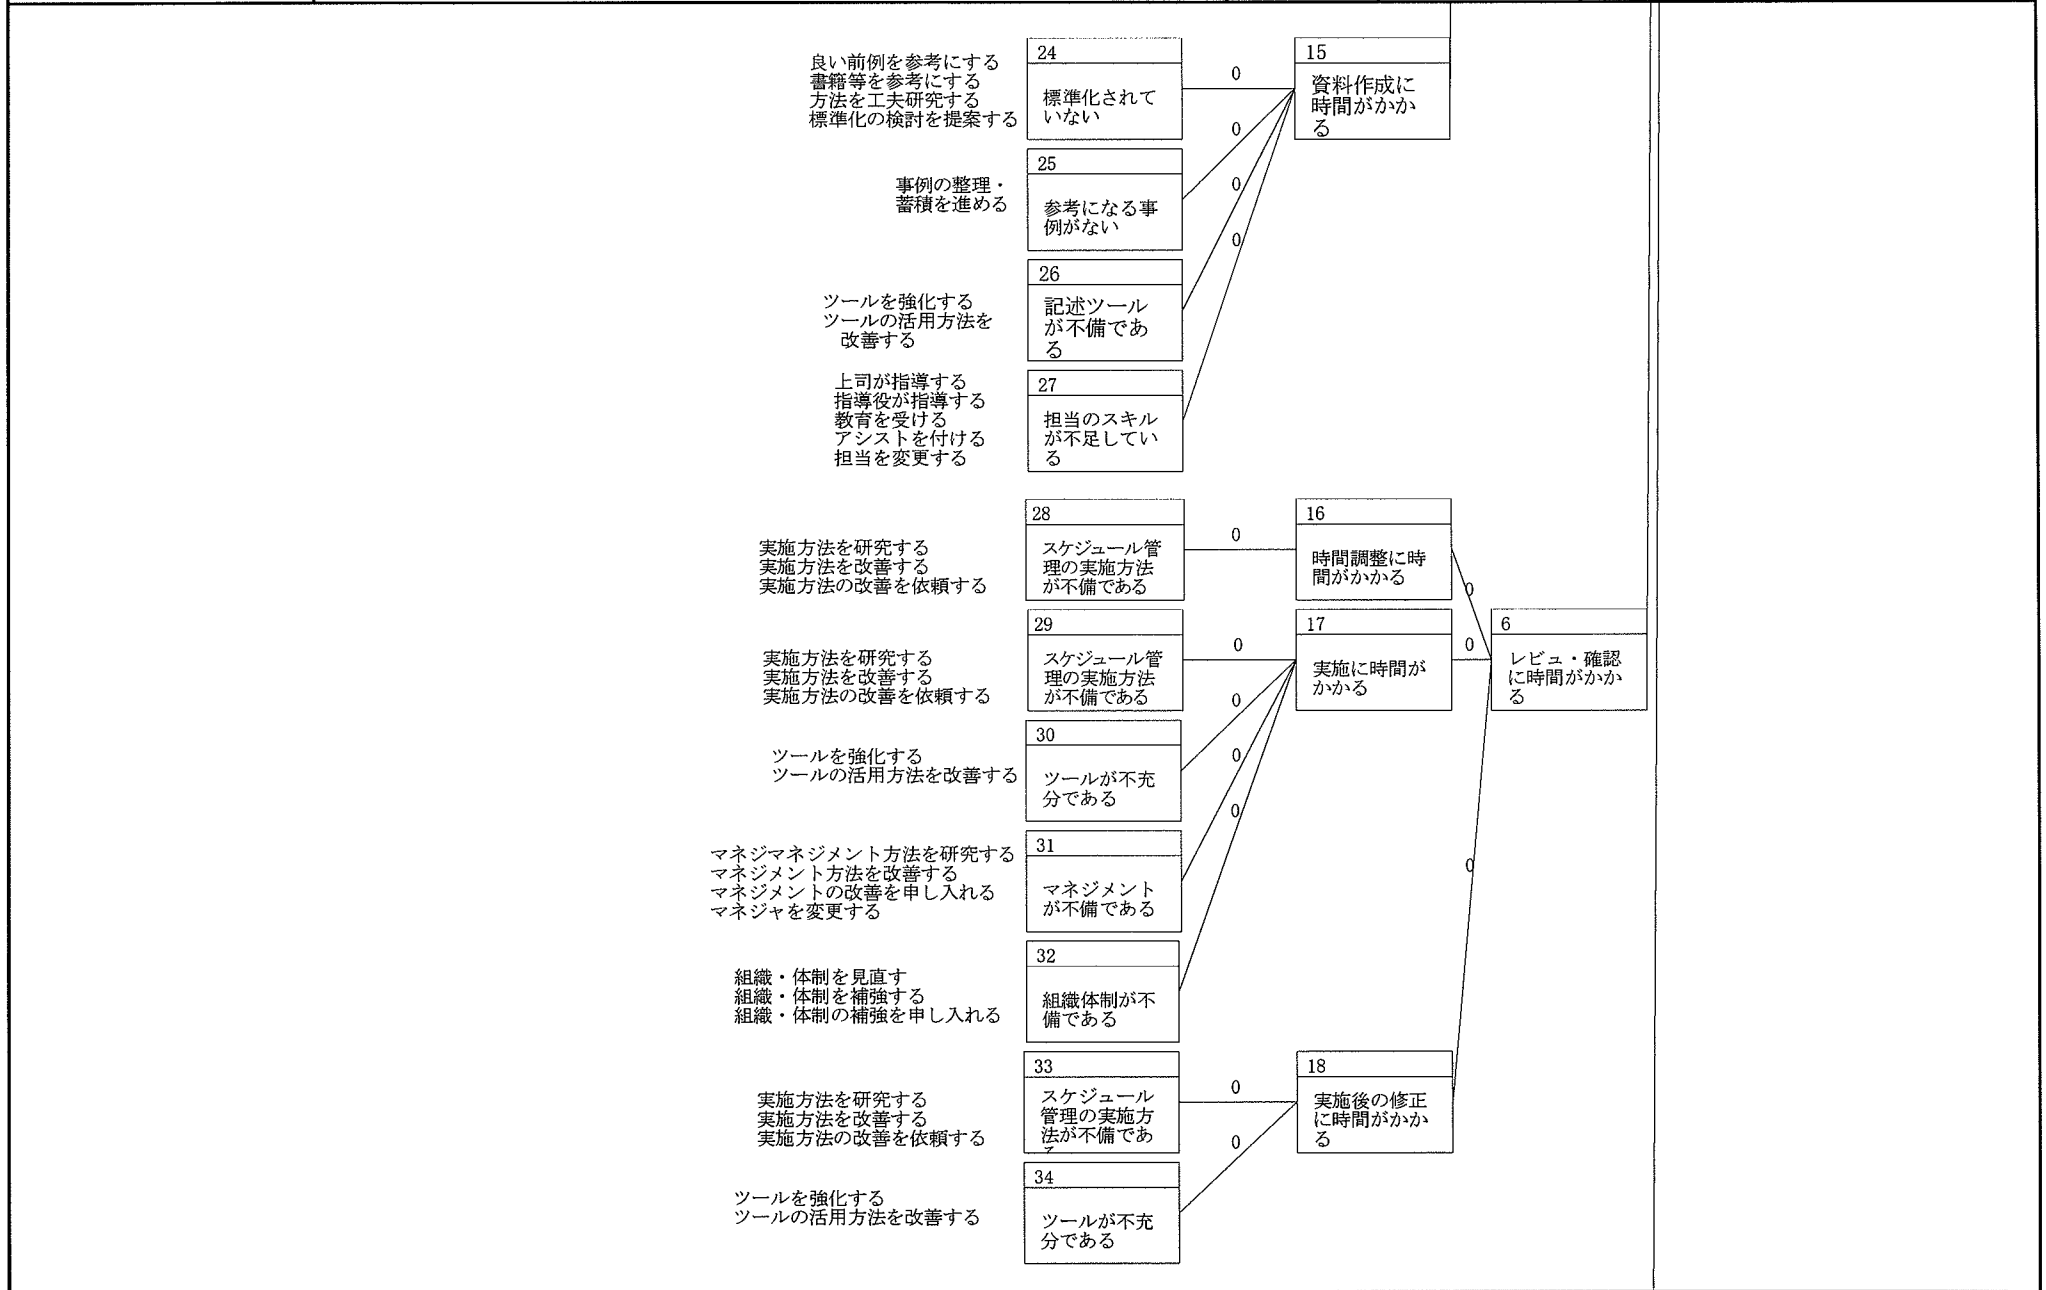 良い前例を参考にする
書籍等を参考にする
方法を工夫研究する
標準化の検討を提案する
24
標準化されて
いない
0
15
資料作成に
時間がかか
る
事例の整理・
蓄積を進める
25
参考になる事
例がない
0
ツールを強化する
ツールの活用方法を
改善する
26
記述ツール
が不備であ
る
0
上司が指導する
指導役が指導する
教育を受ける
アシストを付ける
担当を変更する
27
担当のスキル
が不足してい
る
0
実施方法を研究する
実施方法を改善する
実施方法の改善を依頼する
28
スケジュール管
理の実施方法
が不備である
0
16
時間調整に時
間がかかる
0
実施方法を研究する
実施方法を改善する
実施方法の改善を依頼する
29
スケジュール管
理の実施方法
が不備である
0
17
実施に時間が
かかる
0
6
レビュ・確認
に時間がかか
る
ツールを強化する
ツールの活用方法を改善する
30
ツールが不充
分である
0
マネジマネジメント方法を研究する
マネジメント方法を改善する
マネジメントの改善を申し入れる
マネジャを変更する
31
マネジメント
が不備である
0
組織・体制を見直す
組織・体制を補強する
組織・体制の補強を申し入れる
32
組織体制が不
備である
0
実施方法を研究する
実施方法を改善する
実施方法の改善を依頼する
33
スケジュール
管理の実施方
法が不備であ
0
18
実施後の修正
に時間がかか
る
0
ツールを強化する
ツールの活用方法を改善する
34
ツールが不充
分である
0